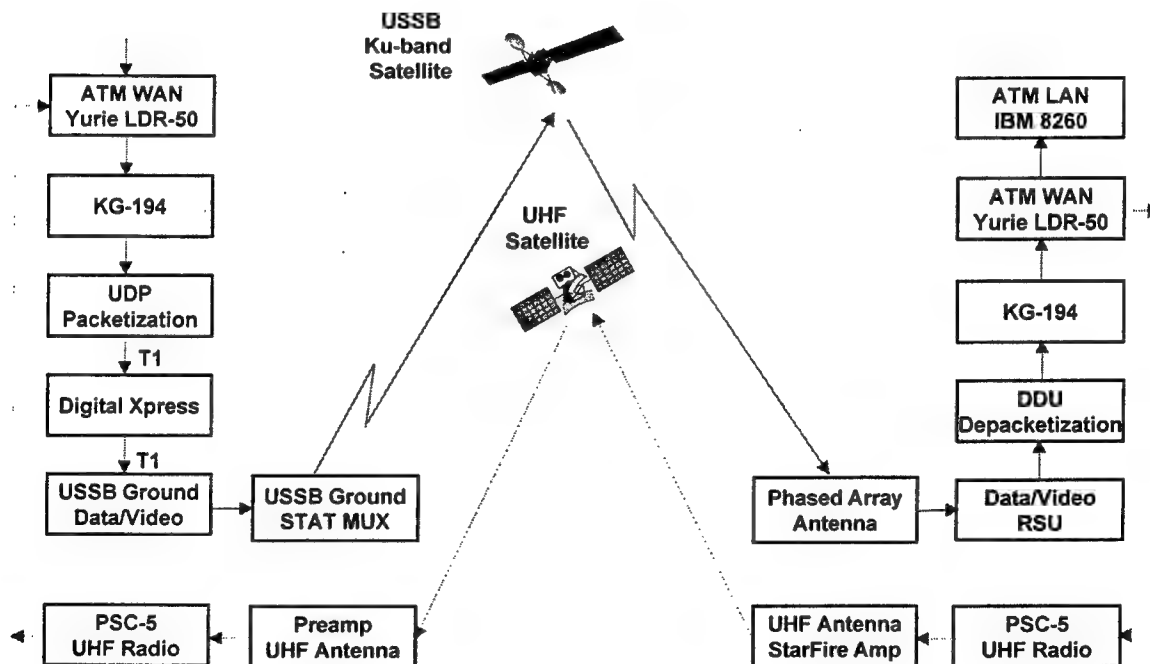 USSB
Ku-band
Satellite
ATM WAN
Yurie LDR-50
KG-194
UDP
Packetization
T1
Digital Xpress
T1
USSB Ground
Data/Video
USSB Ground
STAT MUX
UHF
Satellite
ATM LAN
IBM 8260
ATM WAN
Yurie LDR-50
KG-194
DDU
Depacketization
Phased Array
Antenna
Data/Video
RSU
PSC-5
UHF Radio
Preamp
UHF Antenna
UHF Antenna
StarFire Amp
PSC-5
UHF Radio